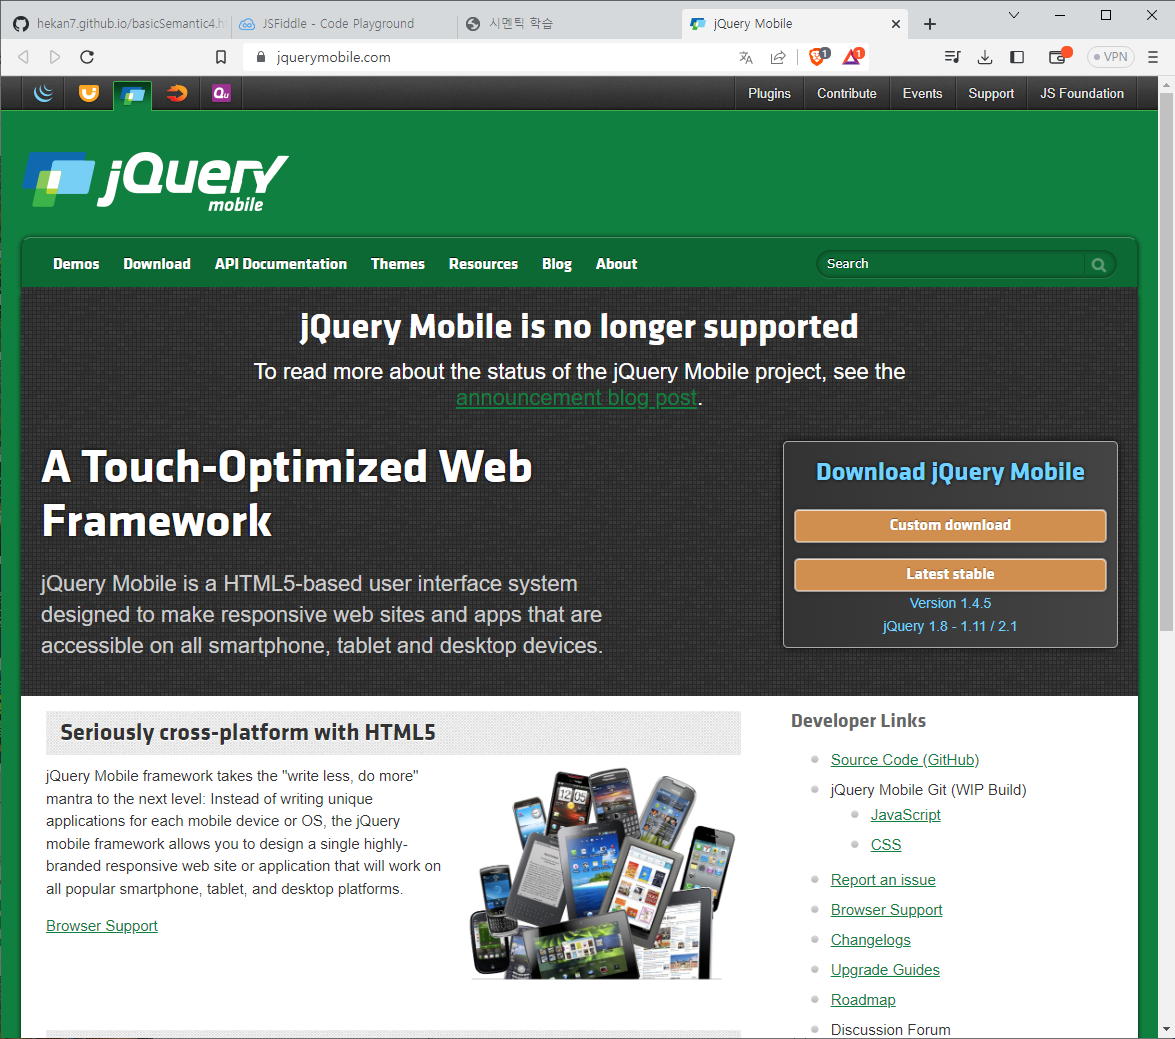 hekan7.github.io/basicSemantic4.h
JSFiddle - Code Playground
시멘틱 학습
jQuery Mobile
jquerymobile.com
1
1
VPN
Qu
Plugins
Contribute
Events
Support
JS Foundation
jQuery
mobile
Demos
Download
API Documentation
Themes
Resources
Blog
About
Search
jQuery Mobile is no longer supported
To read more about the status of the jQuery Mobile project, see the
announcement blog post.
A Touch-Optimized Web
Framework
jQuery Mobile is a HTML5-based user interface system
designed to make responsive web sites and apps that are
accessible on all smartphone, tablet and desktop devices.
Download jQuery Mobile
Custom download
Latest stable
Version 1.4.5
jQuery 1.8 - 1.11 / 2.1
Seriously cross-platform with HTML5
jQuery Mobile framework takes the "write less, do more"
mantra to the next level: Instead of writing unique
applications for each mobile device or OS, the jQuery
mobile framework allows you to design a single highly-
branded responsive web site or application that will work on
all popular smartphone, tablet, and desktop platforms.
Browser Support
12:05
Developer Links
Source Code (GitHub)
jQuery Mobile Git (WIP Build)
JavaScript
CSS
Report an issue
Browser Support
Changelogs
Upgrade Guides
Roadmap
Discussion Forum